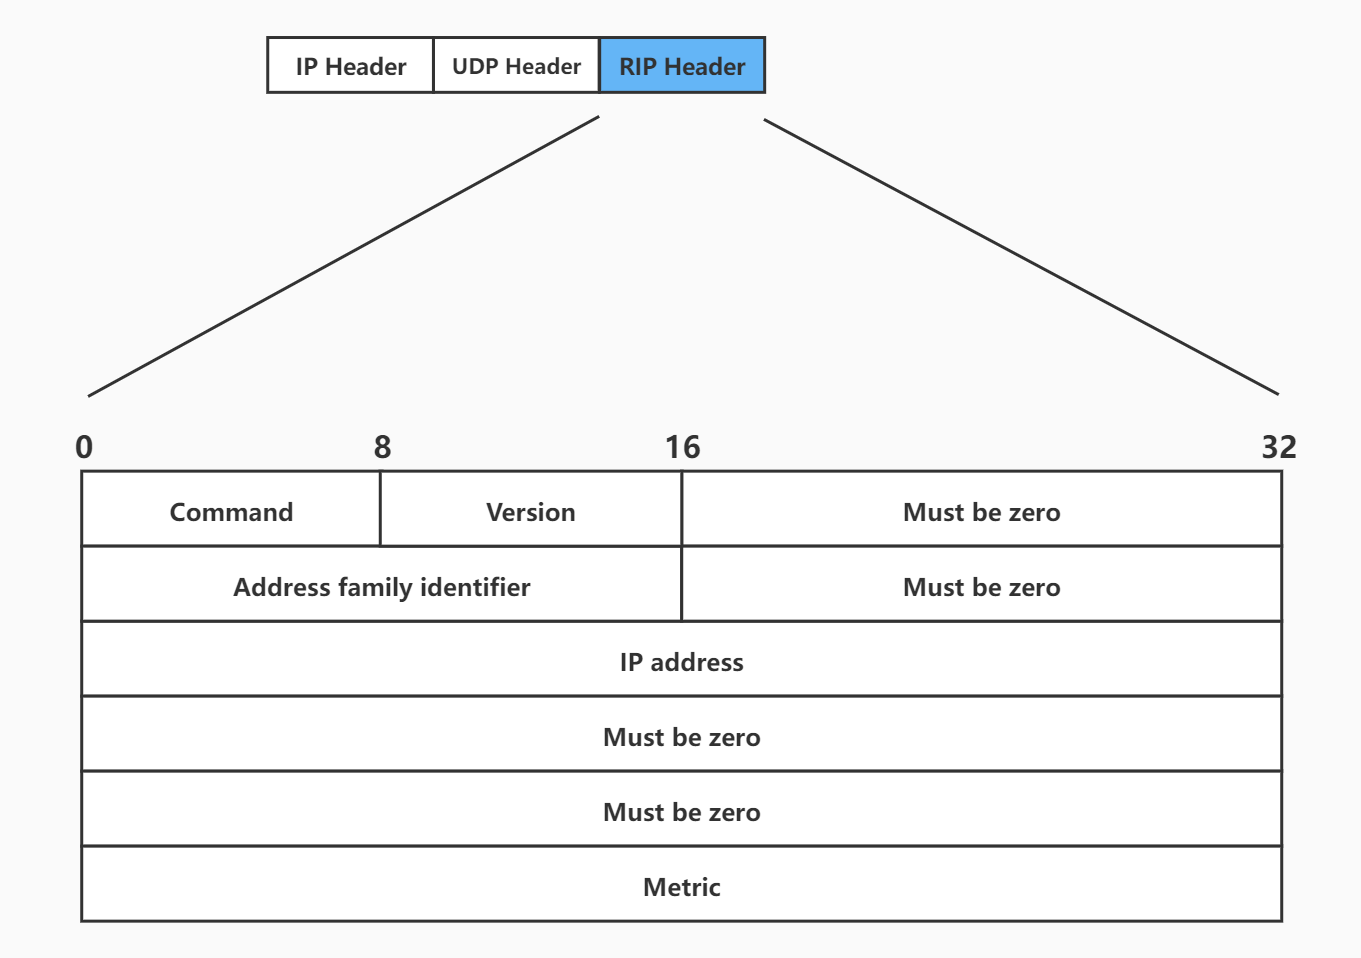 IP Header UDP Header RIP Header
0 8 16 32
Command Version Must be zero
Address family identifier Must be zero
IP address
Must be zero
Must be zero
Metric